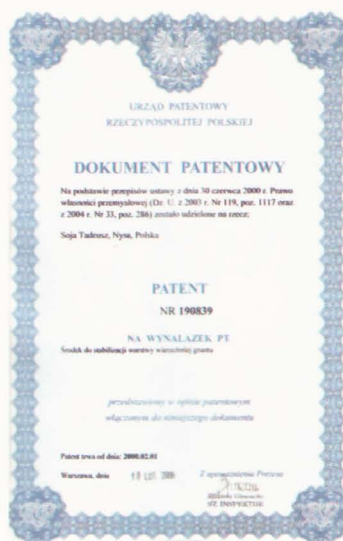 URZĄD PATENTOWY
RZECZYPOSPOLITEJ POLSKIEJ
DOKUMENT PATENTOWY
Na podstawie przepisów ustawy z dnia 30 czerwca 2000 r. Prawo
własności przemysłowej (Dz. U. z 2003 r. Nr 119, poz. 1117 oraz
z 2004 r. Nr 33, poz. 286) zostało udzielone na rzecz:
Soja Tadeusz, Nysa, Polska
PATENT
NR 190839
NA WYNALAZEK PT
Środek do stabilizacji warstwy wierzchniej gruntu
przedstawiony w opisie patentowym
włączonym do niniejszego dokumentu
Patent trwa od dnia: 2000.02.01
Warszawa, dnia
Z upoważnienia Prezesa